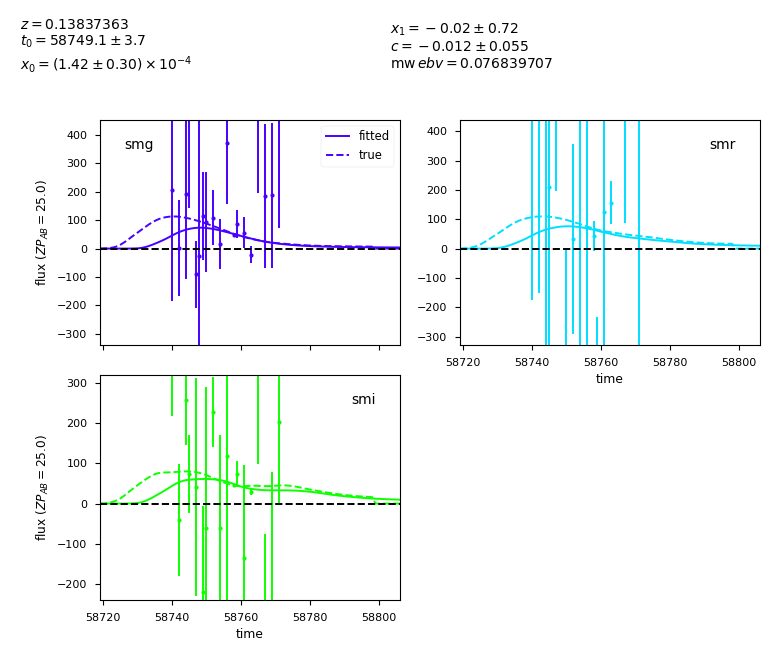 z = 0.13837363
t₀ = 58749.1 ± 3.7
x₀ = (1.42 ± 0.30) × 10⁻⁴
x₁ = −0.02 ± 0.72
c = −0.012 ± 0.055
mw ebv = 0.076839707
smg
fitted
true
400
300
200
100
0
−100
−200
−300
flux (ZP_AB = 25.0)
smr
400
300
200
100
0
−100
−200
−300
58720 58740 58760 58780 58800
time
smi
300
200
100
0
−100
−200
flux (ZP_AB = 25.0)
58720 58740 58760 58780 58800
time